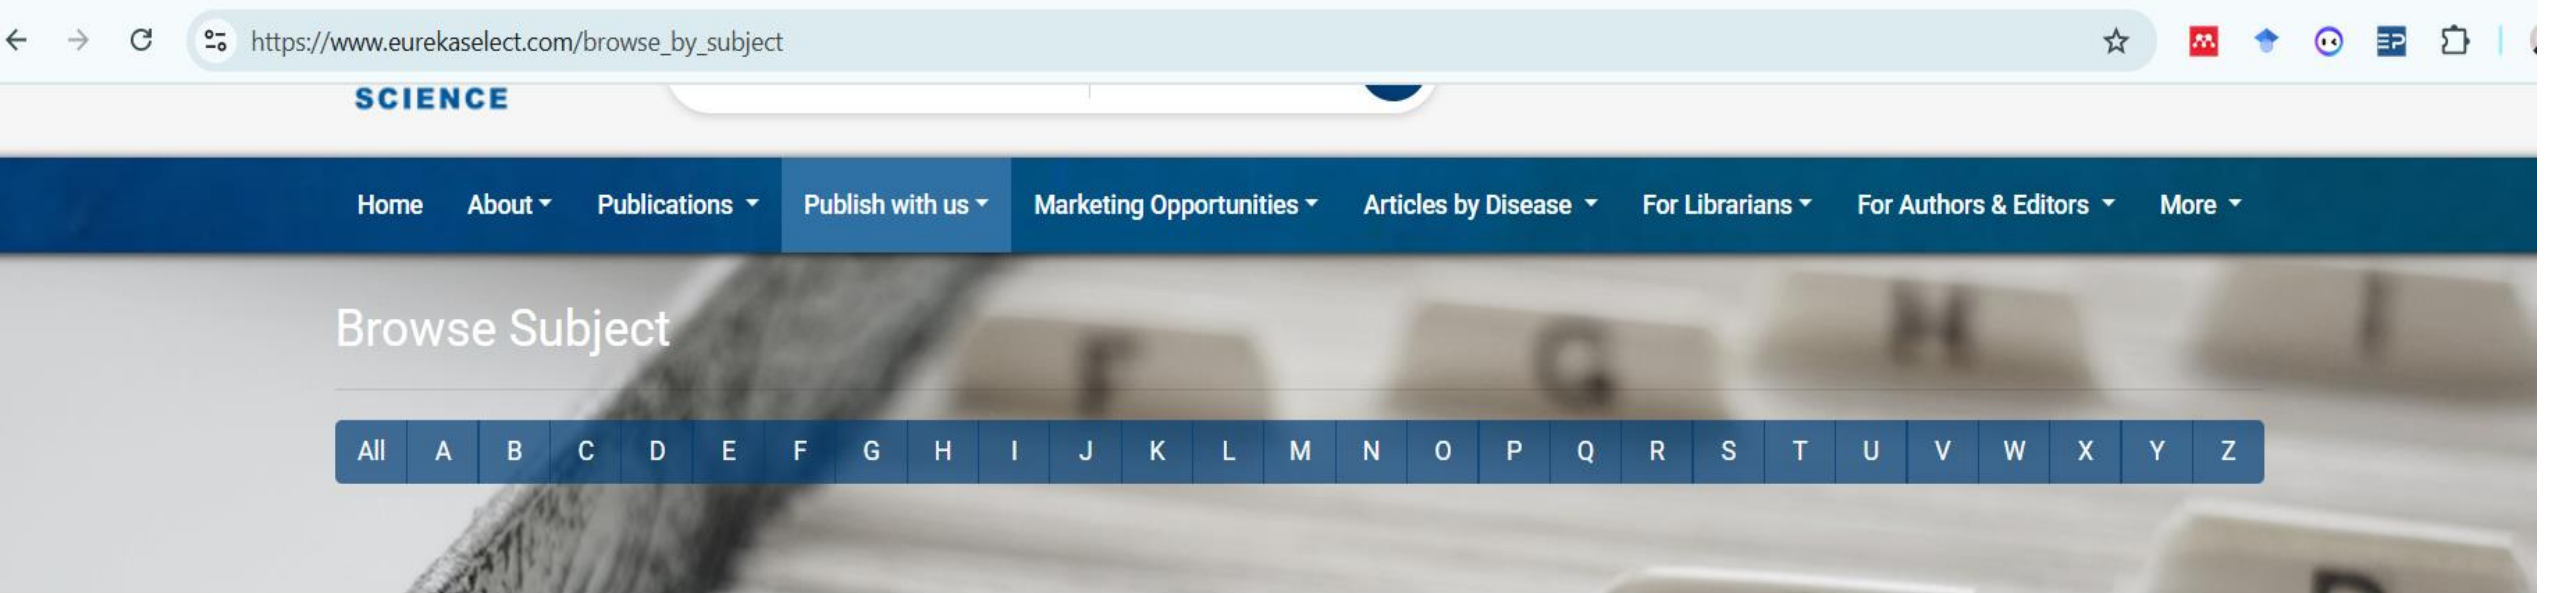 https://www.eurekaselect.com/browse_by_subject
SCIENCE
Home About Publications Publish with us Marketing Opportunities Articles by Disease For Librarians For Authors & Editors More
F G M I
Browse Subject
All A B C D E F G H I J K L M N O P Q R S T U V W X Y Z